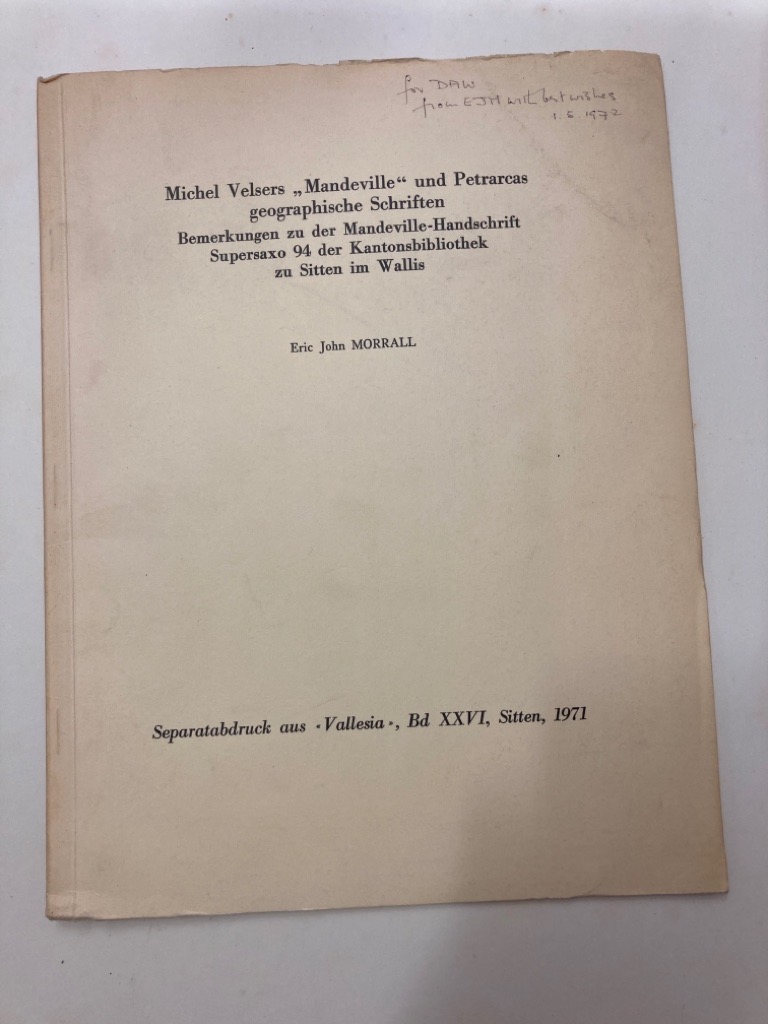 for DAW
from EJM with best wishes
1.5.1972
Michel Velsers „Mandeville“ und Petrarcas
geographische Schriften
Bemerkungen zu der Mandeville-Handschrift
Supersaxo 94 der Kantonsbibliothek
zu Sitten im Wallis
Eric John MORRALL
Separatabdruck aus «Vallesia», Bd XXVI, Sitten, 1971